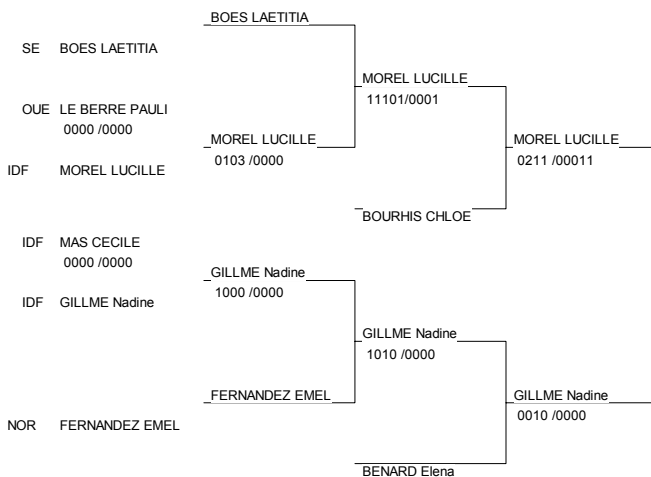 BOES LAETITIA
SE BOES LAETITIA
MOREL LUCILLE
11101/0001
OUE LE BERRE PAULI
0000 /0000
MOREL LUCILLE
0103 /0000
MOREL LUCILLE
0211 /00011
IDF MOREL LUCILLE
BOURHIS CHLOE
IDF MAS CECILE
0000 /0000
GILLME Nadine
1000 /0000
IDF GILLME Nadine
GILLME Nadine
1010 /0000
FERNANDEZ EMEL
GILLME Nadine
0010 /0000
NOR FERNANDEZ EMEL
BENARD Elena